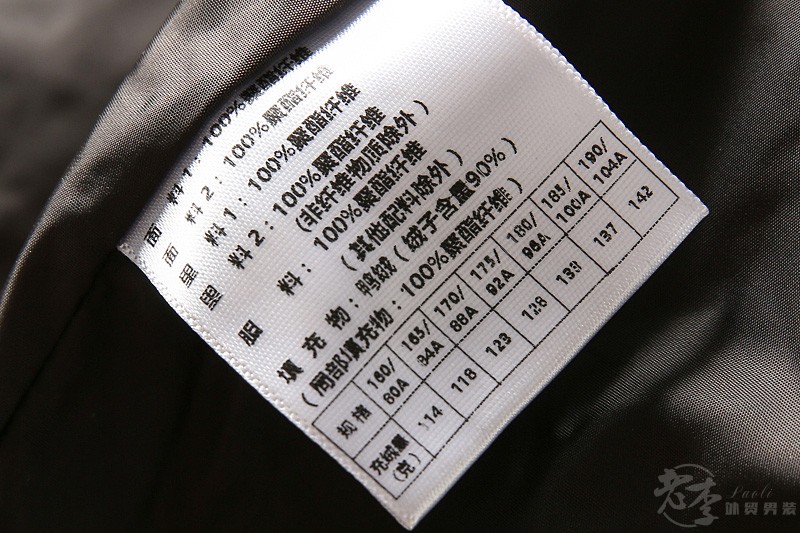 面 料1: 100%聚酯纤维
面 料2: 100%聚酯纤维
里 料1: 100%聚酯纤维
里 料2: 100%聚酯纤维
(非纤维物质除外)
胆 料: 100%聚酯纤维
(其他配料除外)
填 充 物: 鸭绒(绒子含量90%)
(局部填充物: 100%聚酯纤维)
规格 160/80A 165/84A 170/88A 175/92A 180/96A 185/100A 190/104A
充绒量(克) 114 118 123 128 133 137 142
老李 Laoli
外贸男装